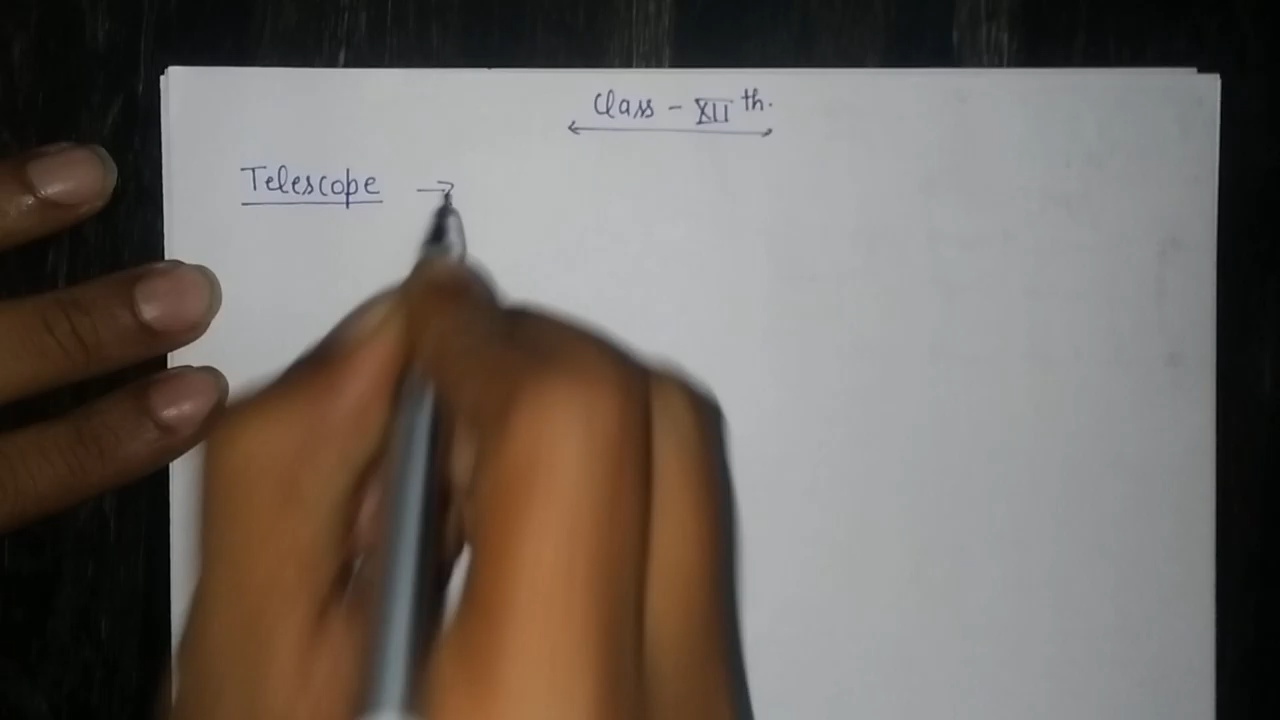 Class - XII th.
Telescope →